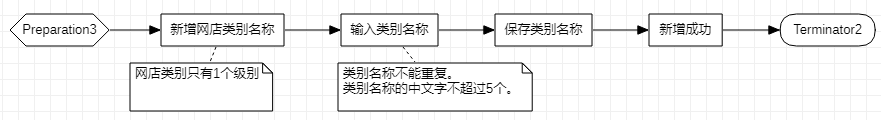 Preparation3
新增网店类别名称
输入类别名称
保存类别名称
新增成功
Terminator2
网店类别只有1个级别
类别名称不能重复。
类别名称的中文字不超过5个。